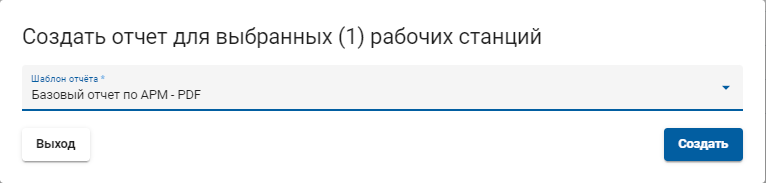 Создать отчет для выбранных (1) рабочих станций
Шаблон отчёта *
Базовый отчет по АРМ - PDF
Выход
Создать